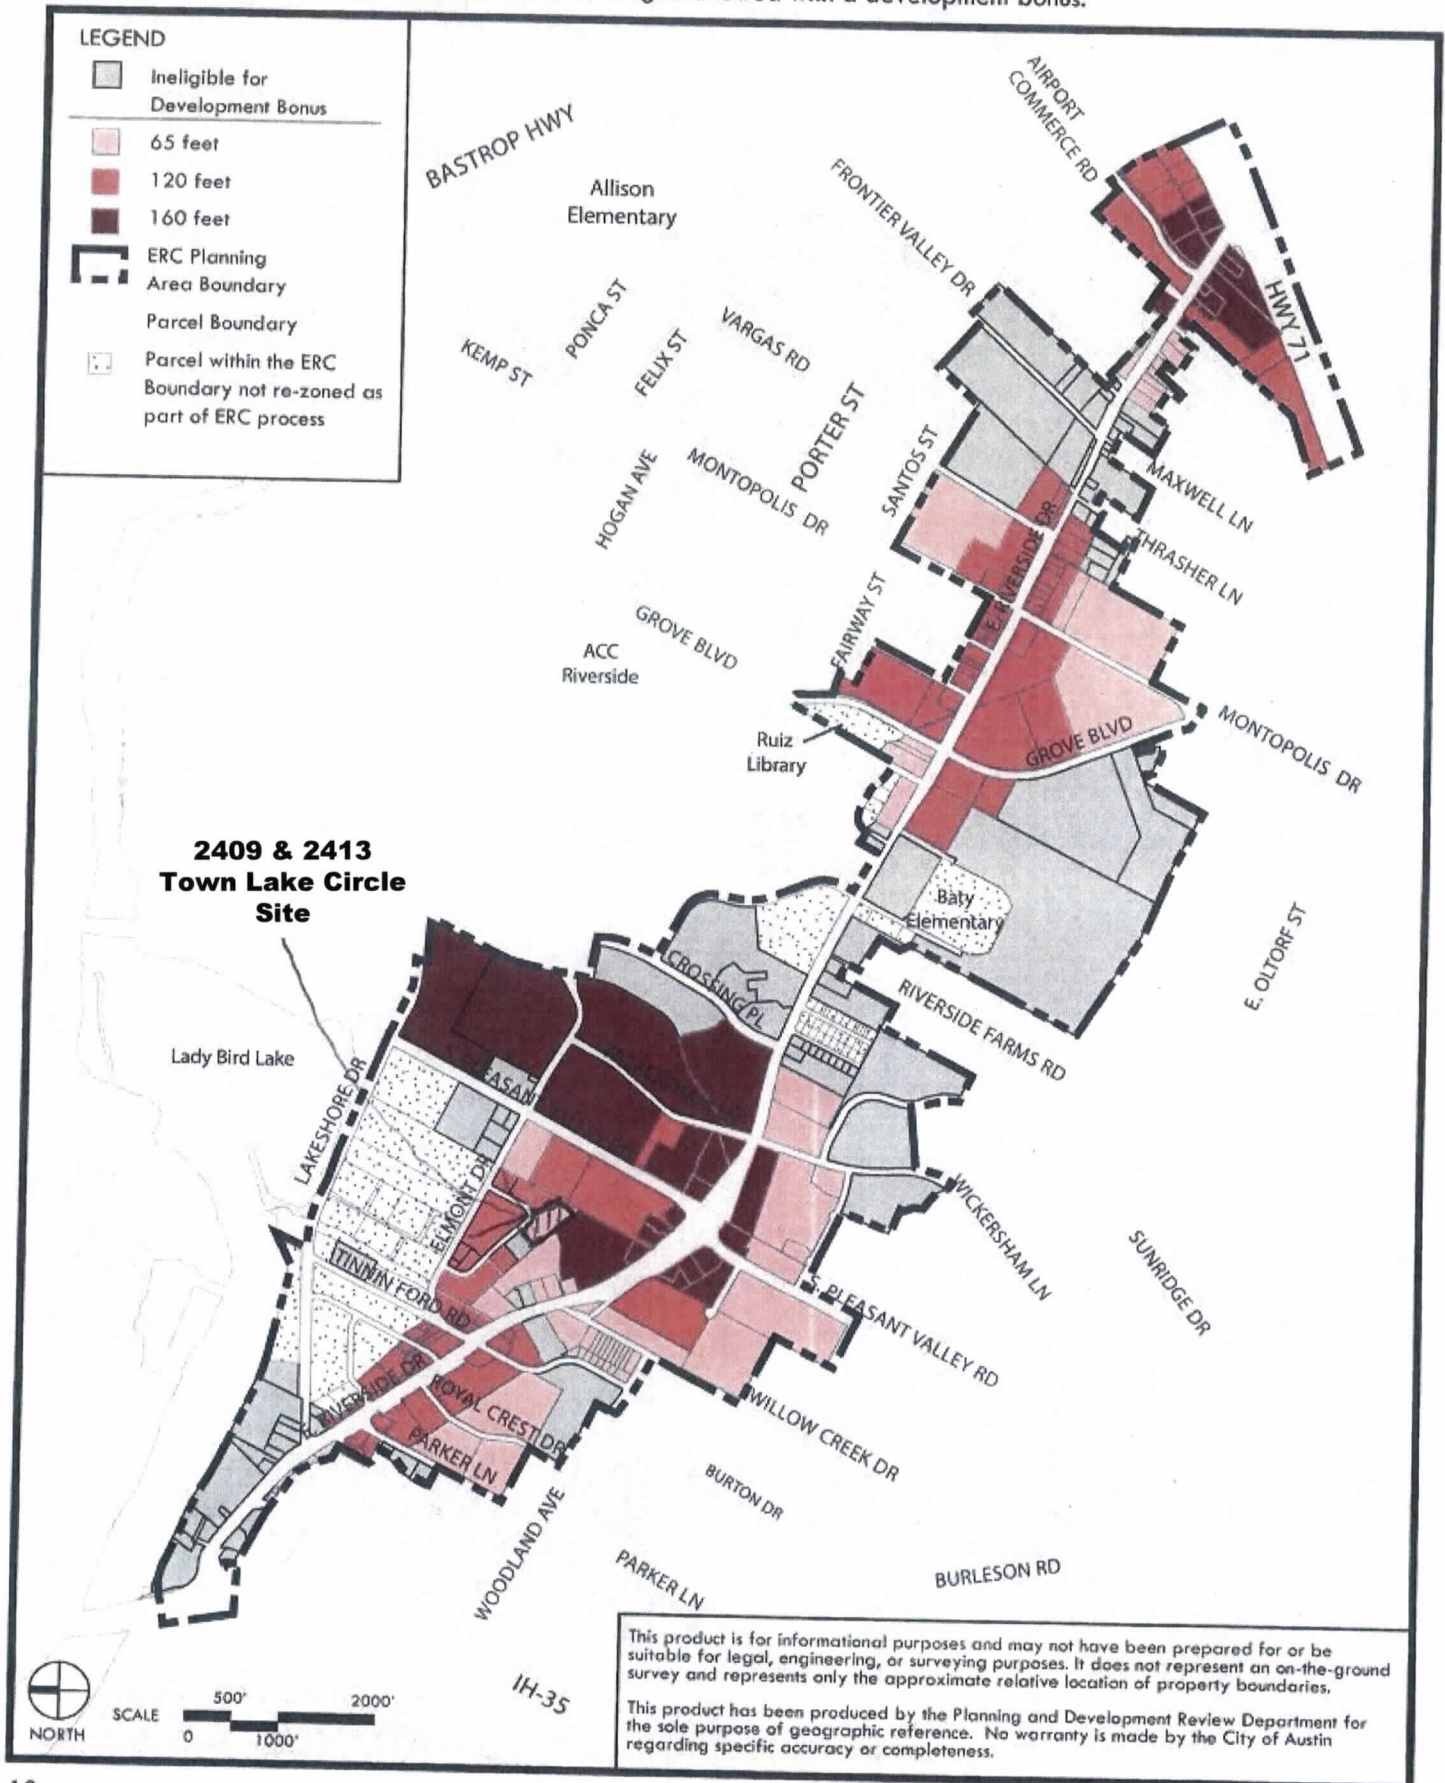 with a development bonus.
LEGEND
Ineligible for
Development Bonus
65 feet
120 feet
160 feet
ERC Planning
Area Boundary
Parcel Boundary
Parcel within the ERC
Boundary not re-zoned as
part of ERC process
BASTROP HWY
Allison
Elementary
AIRPORT
COMMERCE RD
FRONTIER VALLEY DR
HWY 71
KEMP ST
PONCA ST
FELIX ST
VARGAS RD
PORTER ST
HOGAN AVE
MONTOPOLIS DR
SANTOS ST
MAXWELL LN
THRASHER LN
E. RIVERSIDE DR
FAIRWAY ST
GROVE BLVD
ACC
Riverside
Ruiz
Library
GROVE BLVD
MONTOPOLIS DR
2409 & 2413
Town Lake Circle
Site
Baty
Elementary
E. OLTORF ST
CROSSING PL
RIVERSIDE FARMS RD
Lady Bird Lake
LAKESHORE DR
ELMONT DR
TINNIN FORD RD
WICKERSHAM LN
SUNRIDGE DR
S. PLEASANT VALLEY RD
E. RIVERSIDE DR
ROYAL CREST DR
PARKER LN
WILLOW CREEK DR
BURTON DR
WOODLAND AVE
PARKER LN
BURLESON RD
IH-35
NORTH
SCALE
500'
2000'
0
1000'
This product is for informational purposes and may not have been prepared for or be
suitable for legal, engineering, or surveying purposes. It does not represent an on-the-ground
survey and represents only the approximate relative location of property boundaries.
This product has been produced by the Planning and Development Review Department for
the sole purpose of geographic reference. No warranty is made by the City of Austin
regarding specific accuracy or completeness.